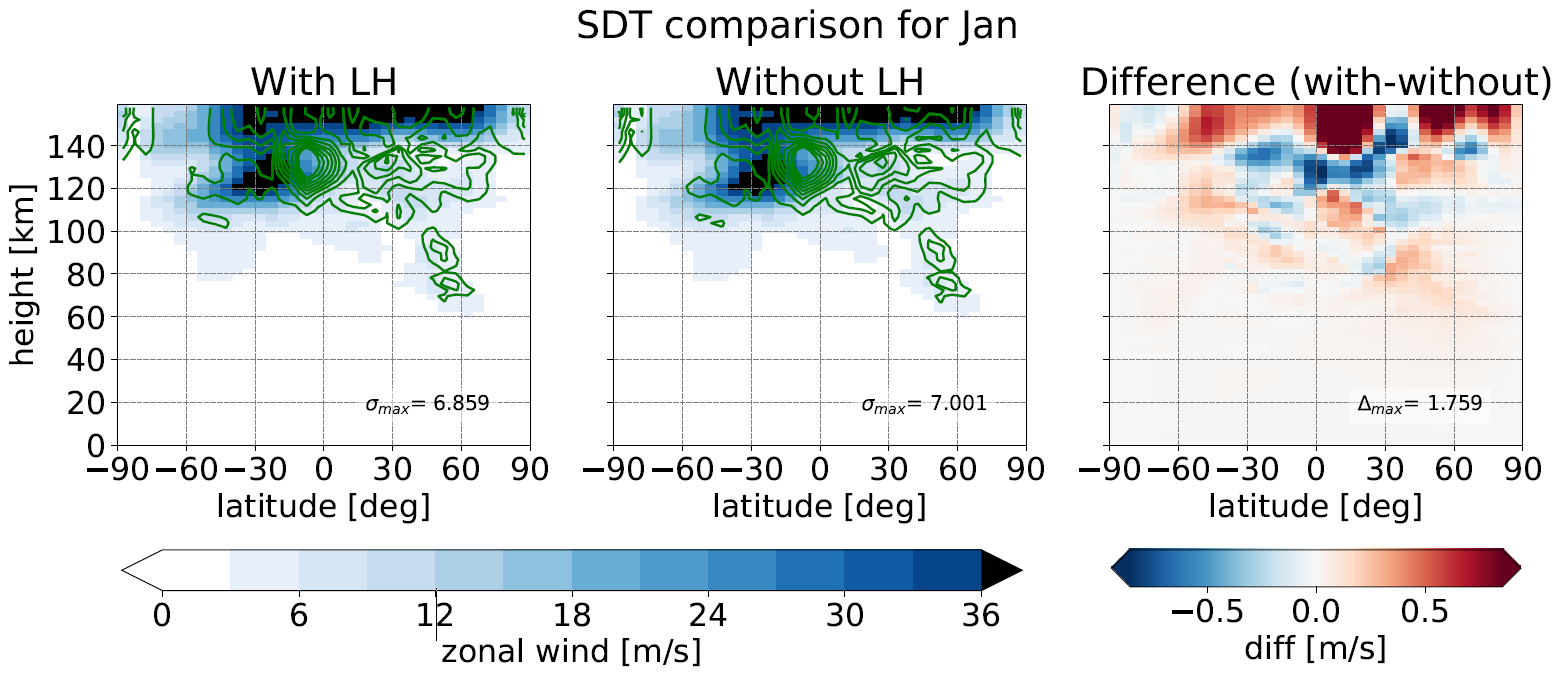 SDT comparison for Jan
With LH
Without LH
Difference (with-without)
height [km]
140
120
100
80
60
40
20
0
σmax= 6.859
σmax= 7.001
Δmax= 1.759
−90 −60 −30 0 30 60 90
−90 −60 −30 0 30 60 90
−90 −60 −30 0 30 60 90
latitude [deg]
latitude [deg]
latitude [deg]
0 6 12 18 24 30 36
zonal wind [m/s]
−0.5 0.0 0.5
diff [m/s]